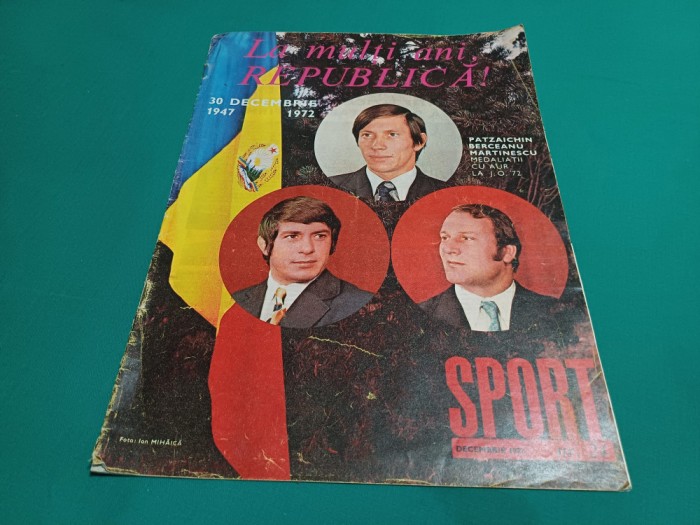 La mulți ani,
REPUBLICĂ!
30 DECEMBRIE
1947 1972
PATZAICHIN
BERCEANU
MARTINESCU
MEDALIAȚII
CU AUR
LA J.O. '72
SPORT
DECEMBRIE
Foto: Ion MIHĂICĂ